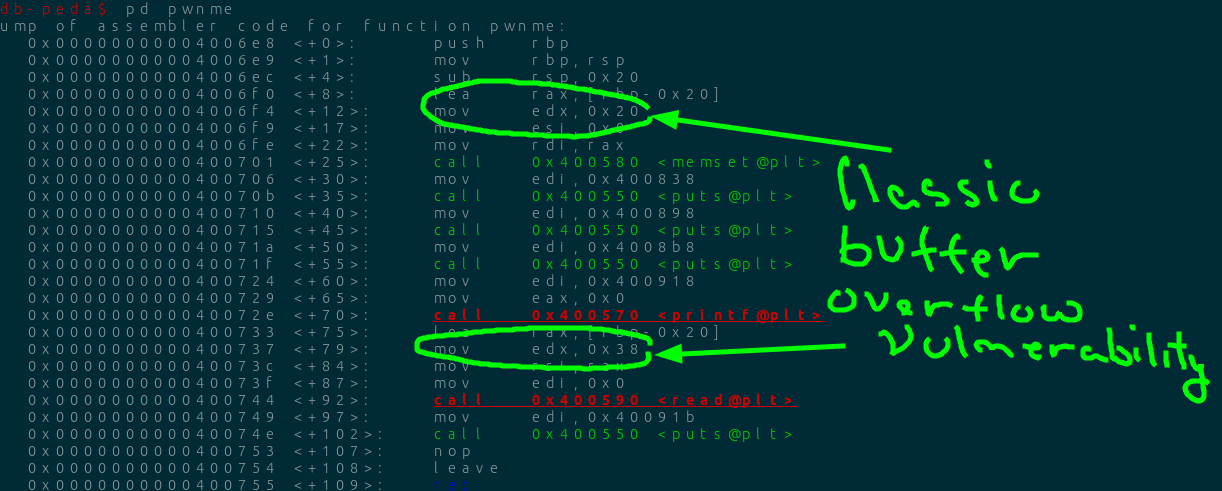 db-peda$ pd pwnme
ump of assembler code for function pwnme:
0x00000000004006e8 <+0>: push rbp
0x00000000004006e9 <+1>: mov rbp,rsp
0x00000000004006ec <+4>: sub rsp,0x20
0x00000000004006f0 <+8>: lea rax,[rbp-0x20]
0x00000000004006f4 <+12>: mov edx,0x20
0x00000000004006f9 <+17>: mov esi,0x0
0x00000000004006fe <+22>: mov rdi,rax
0x0000000000400701 <+25>: call 0x400580 <memset@plt>
0x0000000000400706 <+30>: mov edi,0x400838
0x000000000040070b <+35>: call 0x400550 <puts@plt>
0x0000000000400710 <+40>: mov edi,0x400898
0x0000000000400715 <+45>: call 0x400550 <puts@plt>
0x000000000040071a <+50>: mov edi,0x4008b8
0x000000000040071f <+55>: call 0x400550 <puts@plt>
0x0000000000400724 <+60>: mov edi,0x400918
0x0000000000400729 <+65>: mov eax,0x0
0x000000000040072e <+70>: call 0x400570 <printf@plt>
0x0000000000400733 <+75>: lea rax,[rbp-0x20]
0x0000000000400737 <+79>: mov edx,0x38
0x000000000040073c <+84>: mov
0x000000000040073f <+87>: mov edi,0x0
0x0000000000400744 <+92>: call 0x400590 <read@plt>
0x0000000000400749 <+97>: mov edi,0x40091b
0x000000000040074e <+102>: call 0x400550 <puts@plt>
0x0000000000400753 <+107>: nop
0x0000000000400754 <+108>: leave
0x0000000000400755 <+109>: ret
Classic
buffer
overflow
Vulnerability